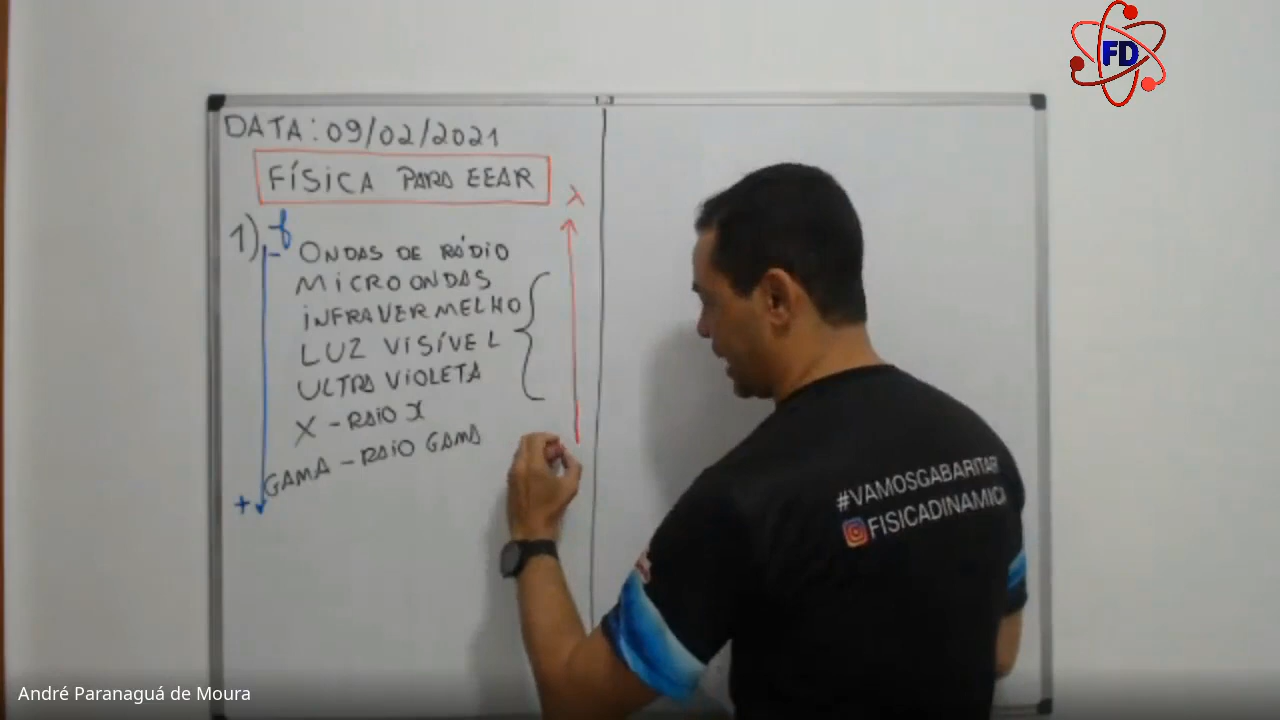 FD
DATA: 09/02/2021
FÍSICA PARA EEAR
λ
1) f
- ONDAS DE RÁDIO
MICROONDAS
INFRAVERMELHO
LUZ VISÍVEL
ULTRA VIOLETA
X - RAIO X
GAMA - RAIO GAMA
+
#VAMOSGABARITAR
FISICADINAMICA
André Paranaguá de Moura